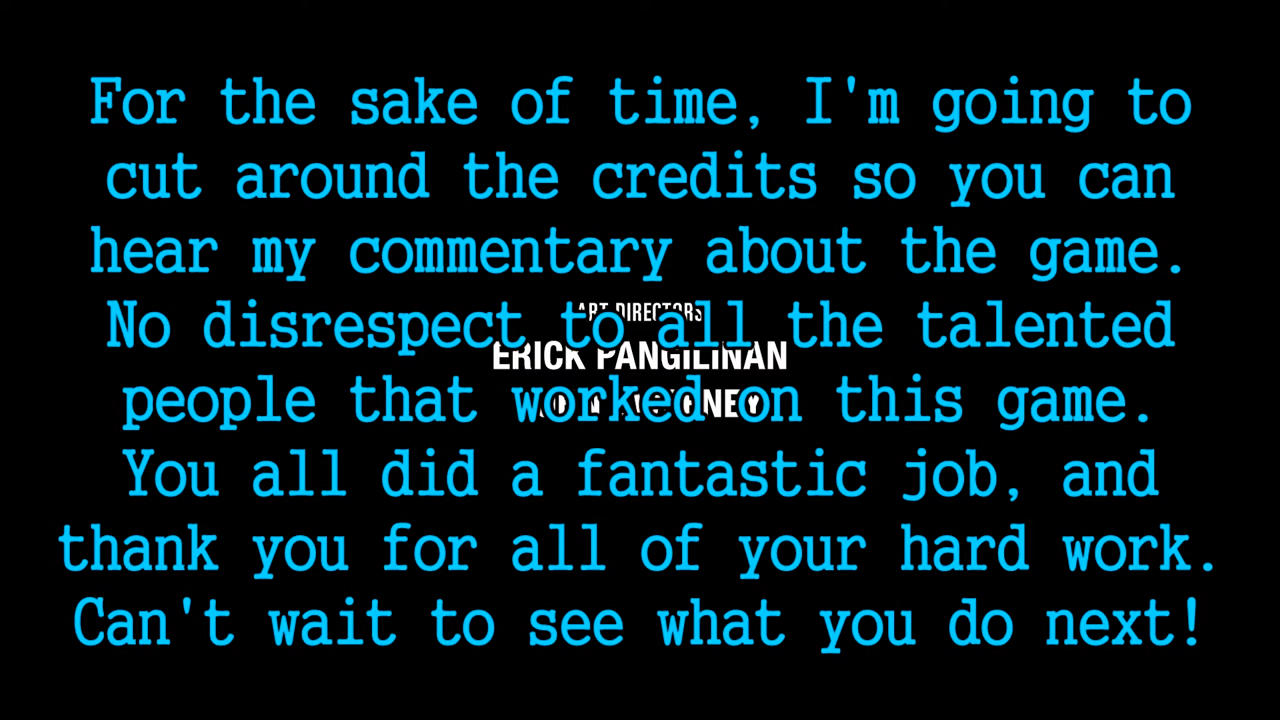 For the sake of time, I'm going to
cut around the credits so you can
hear my commentary about the game.
ART DIRECTORS
No disrespect to all the talented
ERICK PANGILINAN
people that worked on this game.
You all did a fantastic job, and
thank you for all of your hard work.
Can't wait to see what you do next!